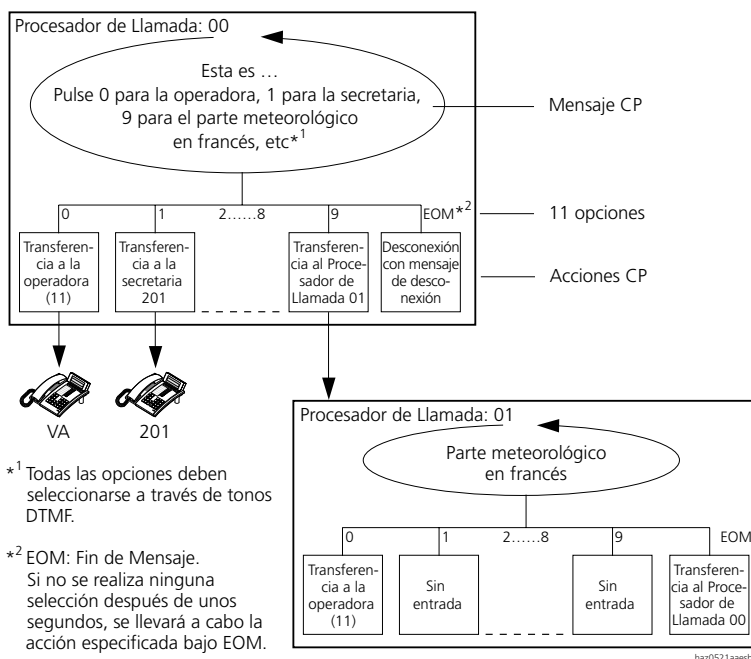 Procesador de Llamada: 00
Esta es ...
Pulse 0 para la operadora, 1 para la secretaria,
9 para el parte meteorológico
en francés, etc*1
Mensaje CP
0
1
2......8
9
EOM*2
11 opciones
Transferen-
cia a la
operadora
(11)
Transferen-
cia a la
secretaria
201
Transferen-
cia al Proce-
sador de
Llamada 01
Desconexión
con mensaje
de desco-
nexión
Acciones CP
VA
201
*1 Todas las opciones deben
seleccionarse a través de tonos
DTMF.
*2 EOM: Fin de Mensaje.
Si no se realiza ninguna
selección después de unos
segundos, se llevará a cabo la
acción especificada bajo EOM.
Procesador de Llamada: 01
Parte meteorológico
en francés
0
1
2......8
9
EOM
Transferen-
cia a la
operadora
(11)
Sin
entrada
Sin
entrada
Transferen-
cia al Proce-
sador de
Llamada 00